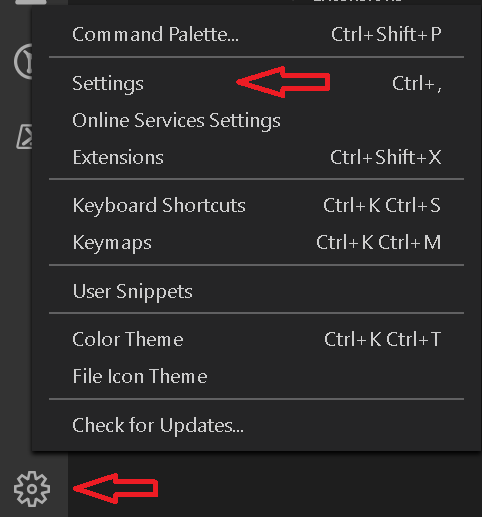 Command Palette... Ctrl+Shift+P
Settings Ctrl+,
Online Services Settings
Extensions Ctrl+Shift+X
Keyboard Shortcuts Ctrl+K Ctrl+S
Keymaps Ctrl+K Ctrl+M
User Snippets
Color Theme Ctrl+K Ctrl+T
File Icon Theme
Check for Updates...